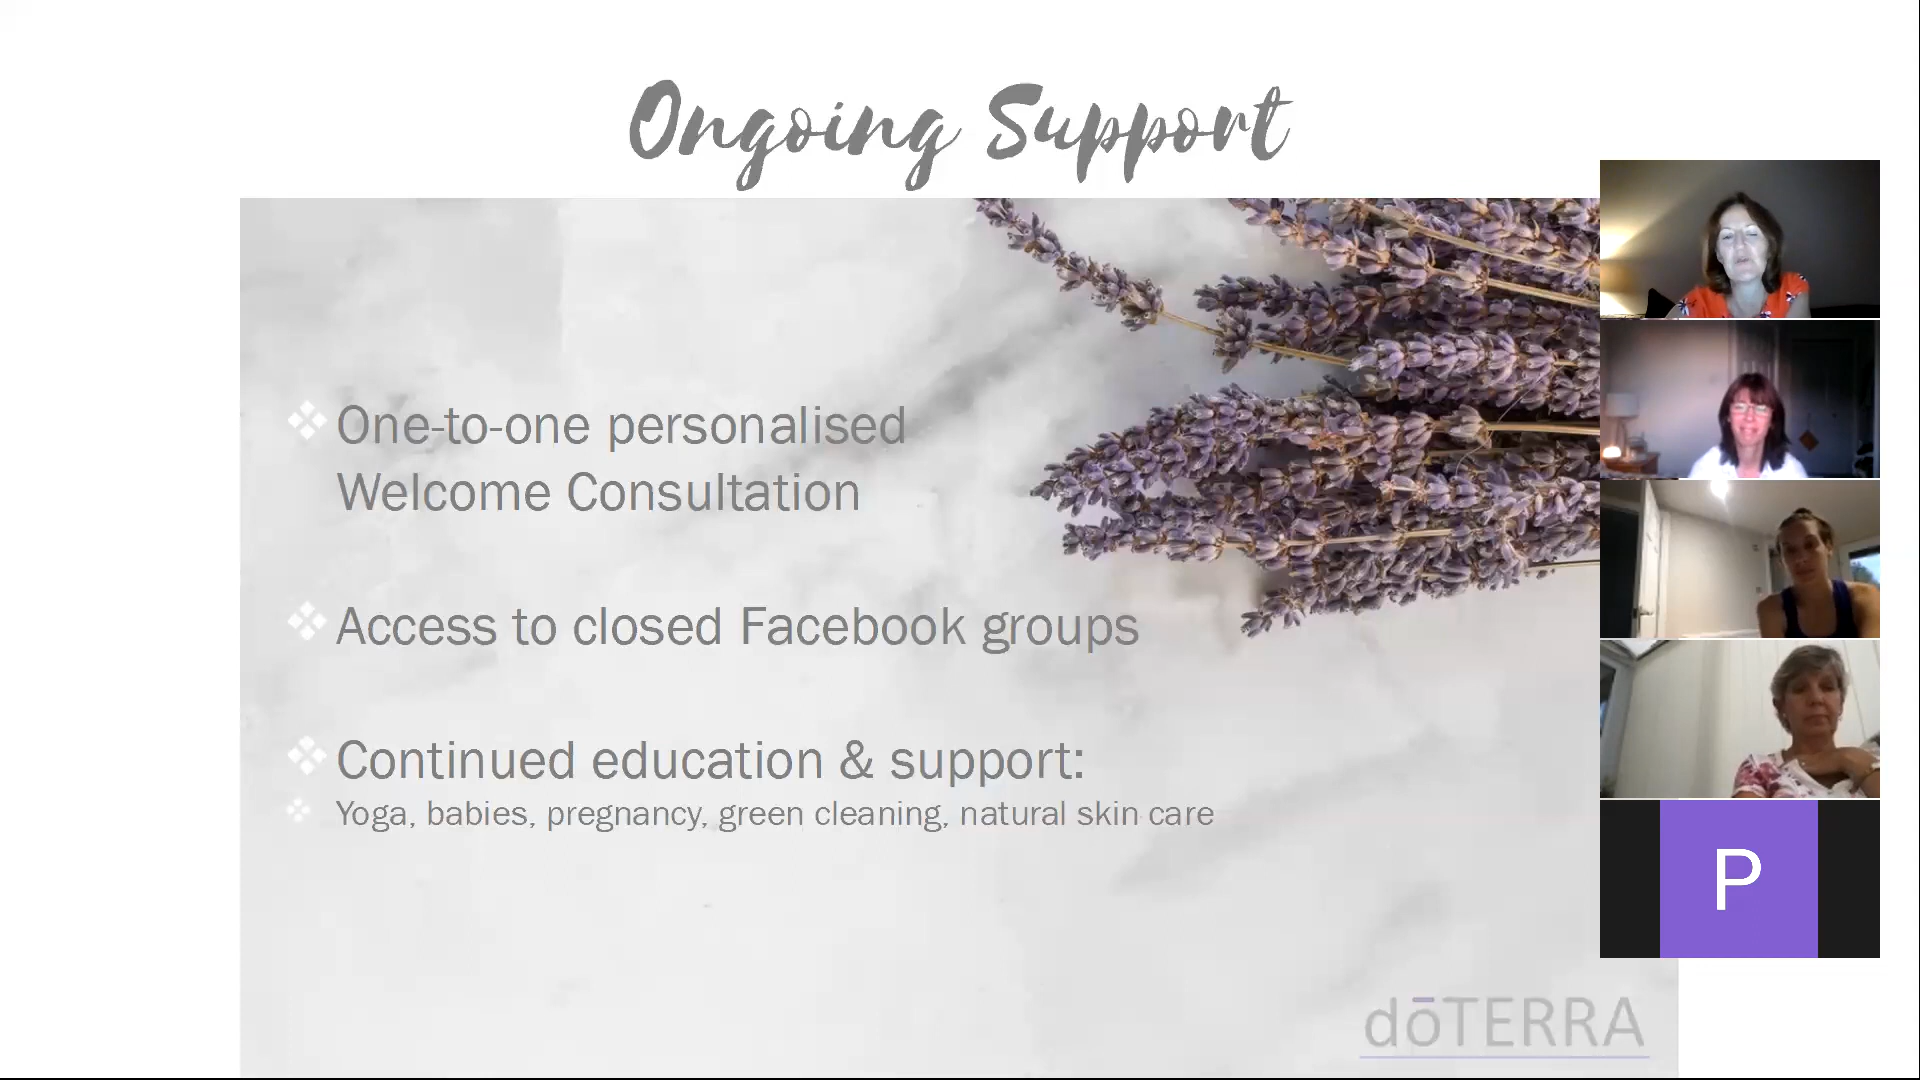 Ongoing Support
One-to-one personalised
Welcome Consultation
Access to closed Facebook groups
Continued education & support:
Yoga, babies, pregnancy, green cleaning, natural skin care
P
dōTERRA